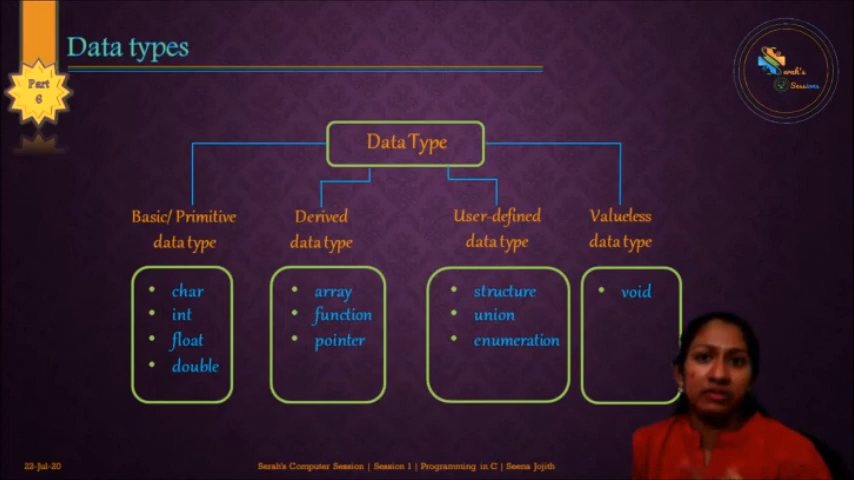 Data types
Part
6
Serah's
Sessions
Data Type
Basic/ Primitive
data type
Derived
data type
User-defined
data type
Valueless
data type
• char
• int
• float
• double
• array
• function
• pointer
• structure
• union
• enumeration
• void
22-Jul-20
Serah's Computer Session | Session 1 | Programming in C | Seena Jojith